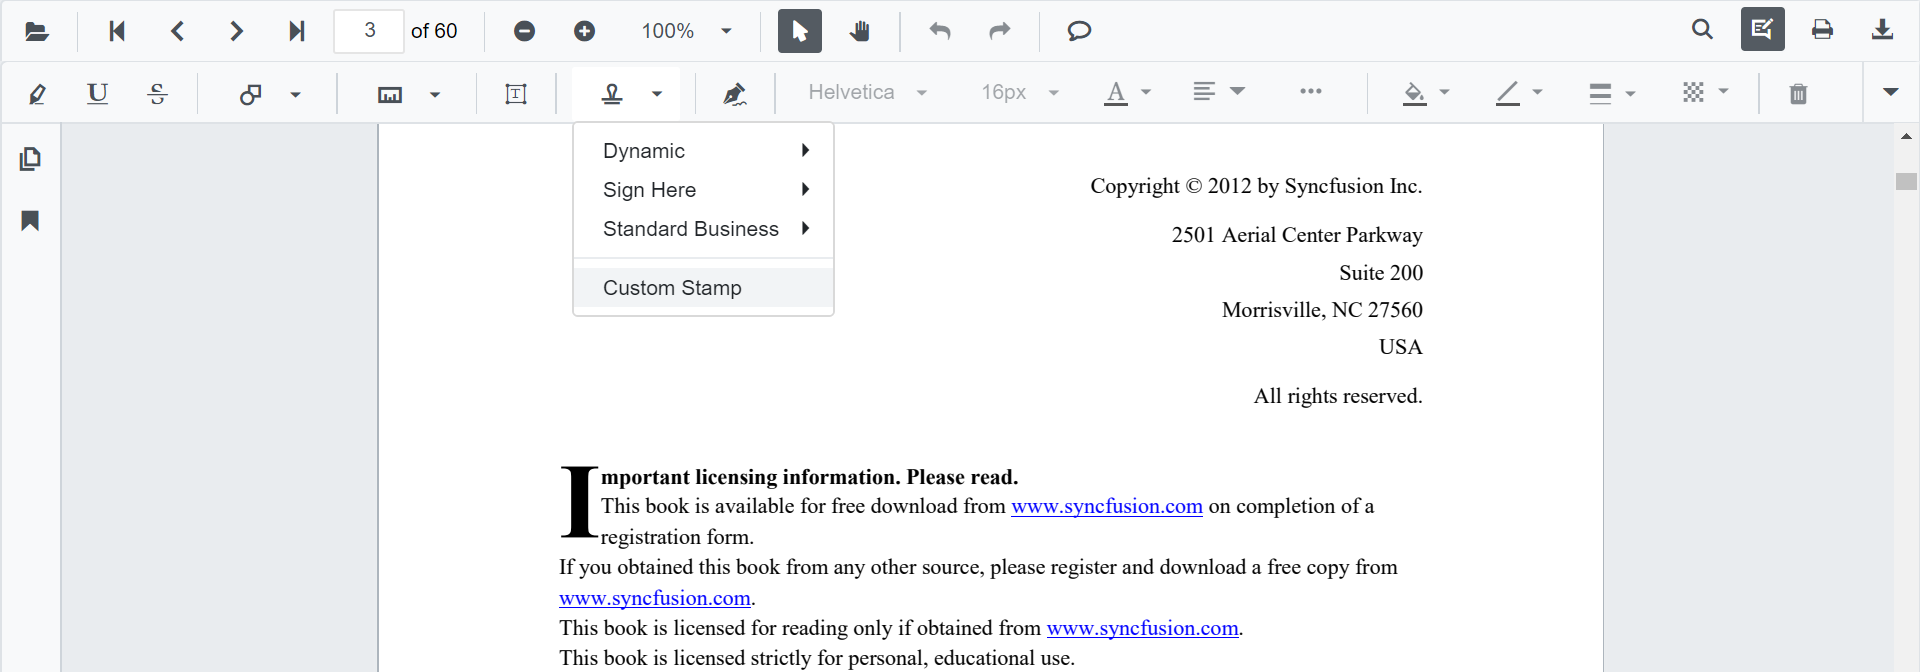 3 of 60 100%
Helvetica 16px A
Dynamic
Sign Here
Standard Business
Custom Stamp
Copyright © 2012 by Syncfusion Inc.
2501 Aerial Center Parkway
Suite 200
Morrisville, NC 27560
USA
All rights reserved.
Important licensing information. Please read.
This book is available for free download from www.syncfusion.com on completion of a
registration form.
If you obtained this book from any other source, please register and download a free copy from
www.syncfusion.com.
This book is licensed for reading only if obtained from www.syncfusion.com.
This book is licensed strictly for personal, educational use.